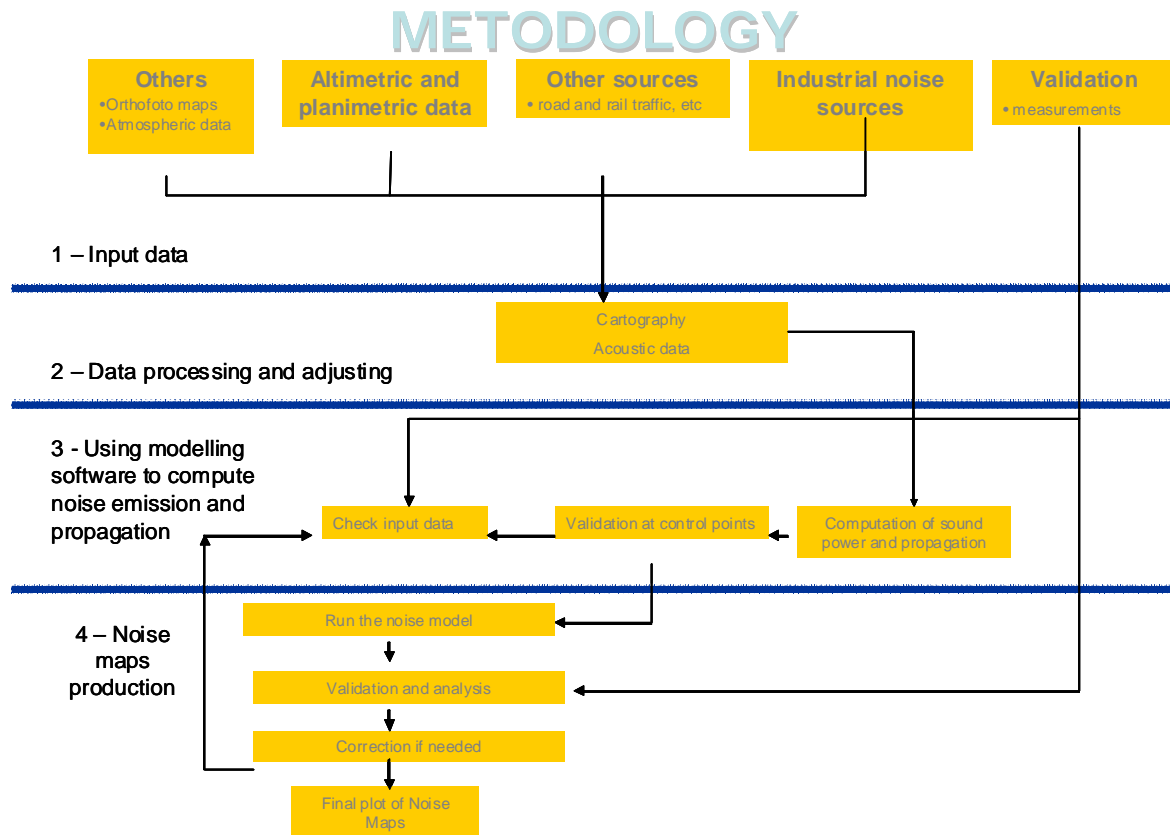 METODOLOGY
Others
•Orthofoto maps
•Atmospheric data
Altimetric and
planimetric data
Other sources
• road and rail traffic, etc
Industrial noise
sources
Validation
• measurements
1 – Input data
Cartography
Acoustic data
2 – Data processing and adjusting
3 - Using modelling
software to compute
noise emission and
propagation
Check input data
Validation at control points
Computation of sound
power and propagation
4 – Noise
maps
production
Run the noise model
Validation and analysis
Correction if needed
Final plot of Noise
Maps